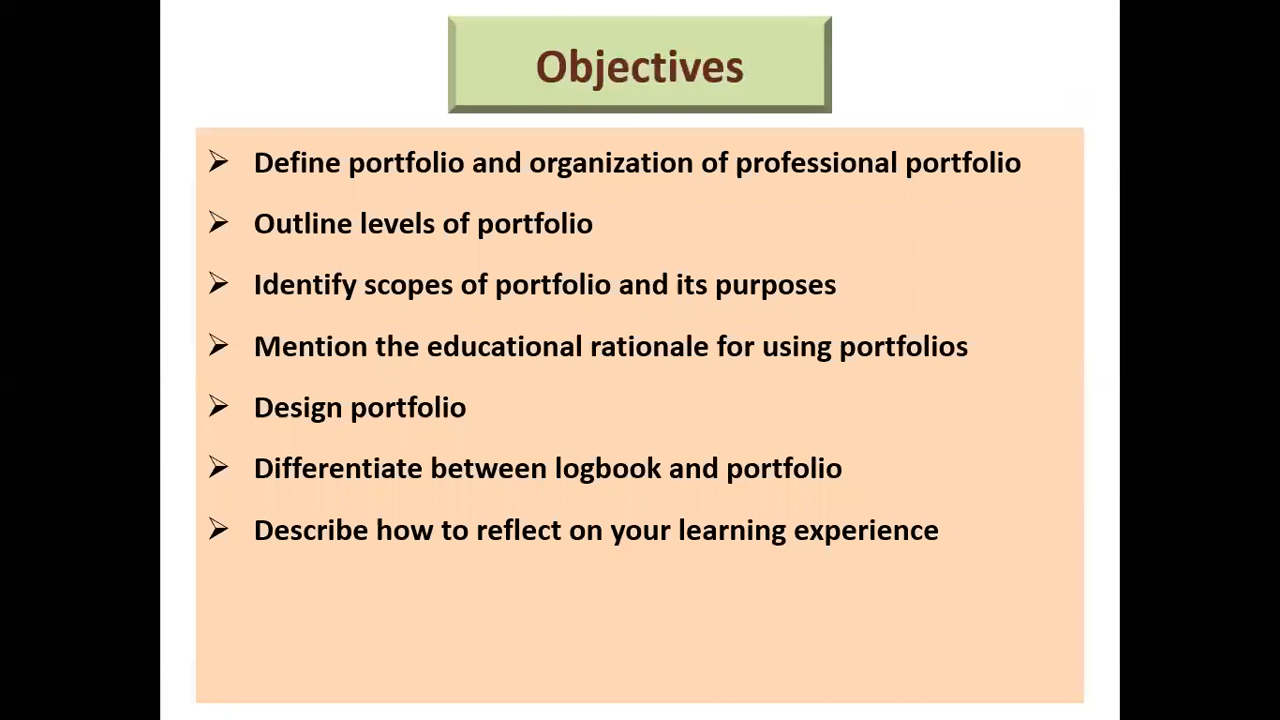 Objectives
➢ Define portfolio and organization of professional portfolio
➢ Outline levels of portfolio
➢ Identify scopes of portfolio and its purposes
➢ Mention the educational rationale for using portfolios
➢ Design portfolio
➢ Differentiate between logbook and portfolio
➢ Describe how to reflect on your learning experience